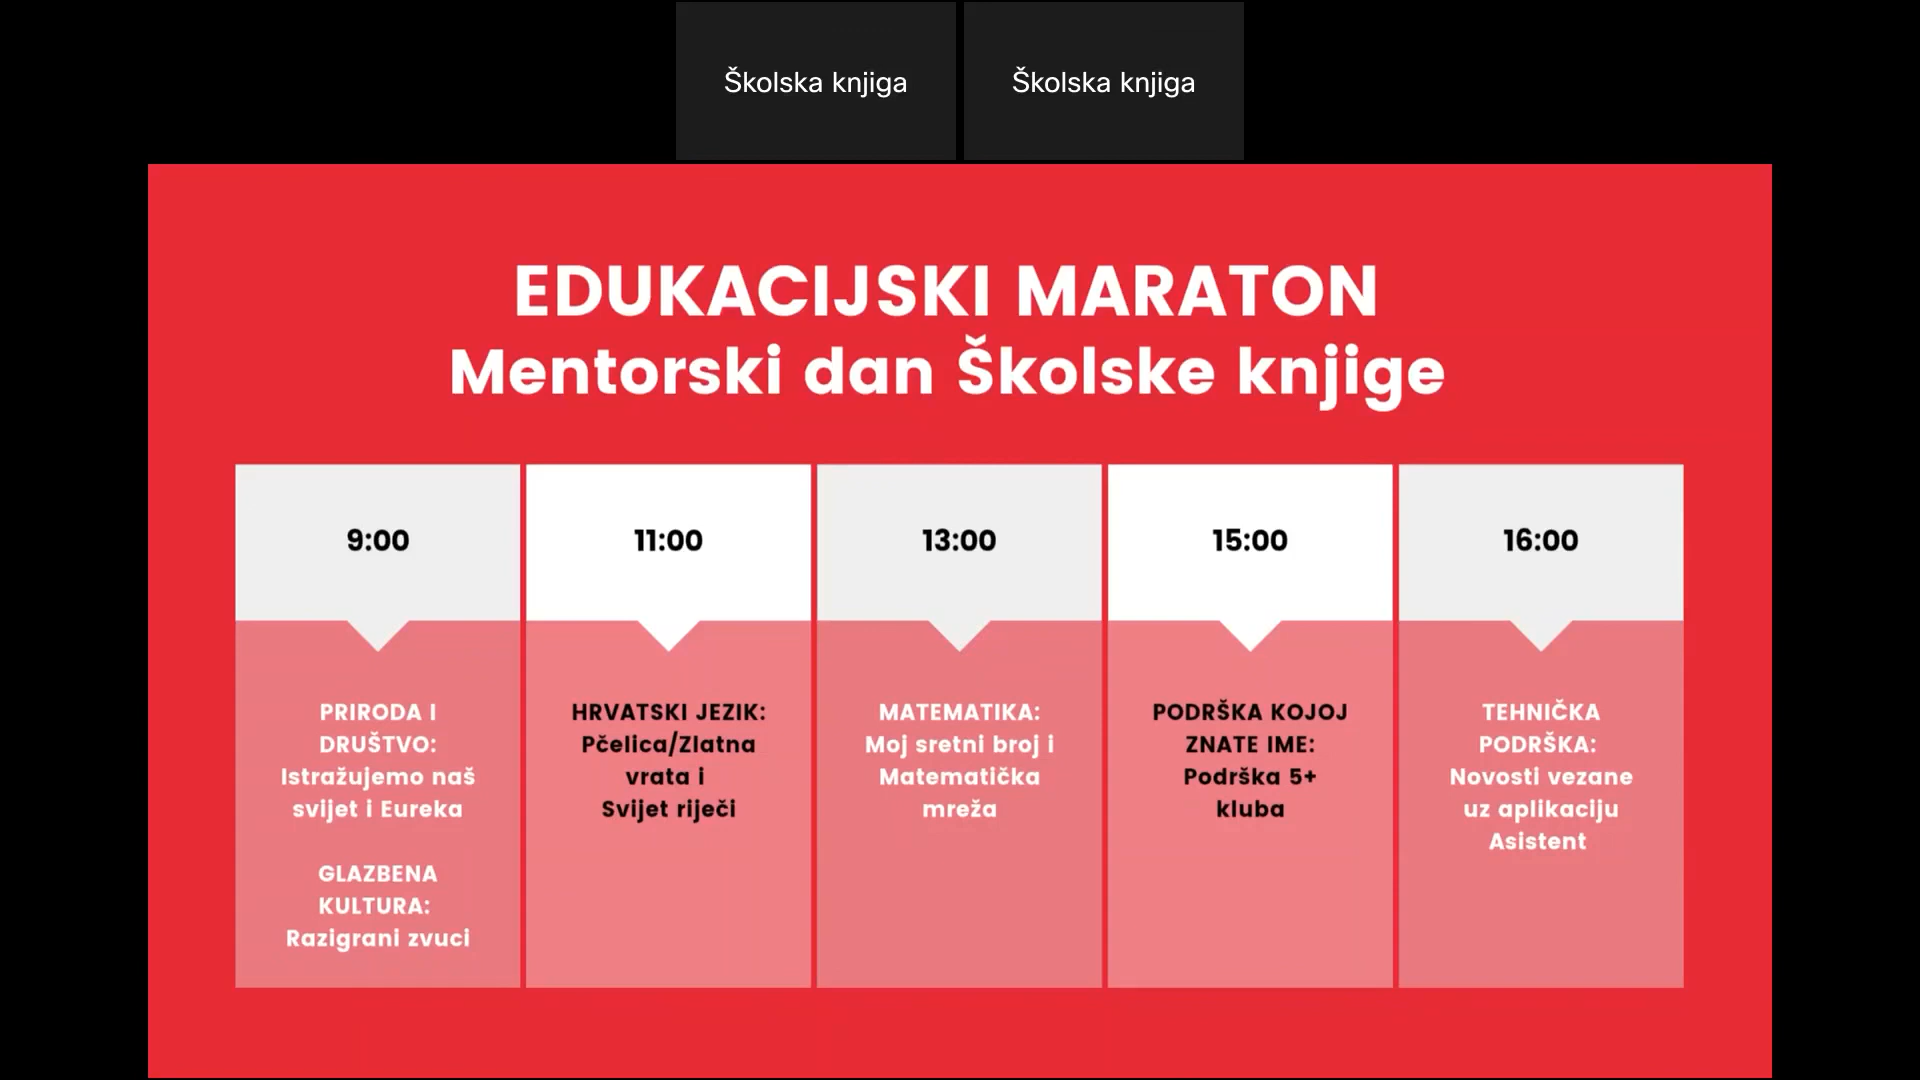 Školska knjiga
Školska knjiga
EDUKACIJSKI MARATON
Mentorski dan Školske knjige
9:00
PRIRODA I
DRUŠTVO:
Istražujemo naš
svijet i Eureka
GLAZBENA
KULTURA:
Razigrani zvuci
11:00
HRVATSKI JEZIK:
Pčelica/Zlatna
vrata i
Svijet riječi
13:00
MATEMATIKA:
Moj sretni broj i
Matematička
mreža
15:00
PODRŠKA KOJOJ
ZNATE IME:
Podrška 5+
kluba
16:00
TEHNIČKA
PODRŠKA:
Novosti vezane
uz aplikaciju
Asistent